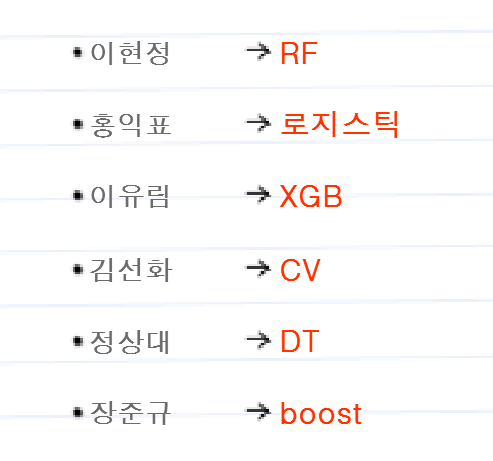 • 이현정 → RF
• 홍익표 → 로지스틱
• 이유림 → XGB
• 김선화 → CV
• 정상대 → DT
• 장준규 → boost